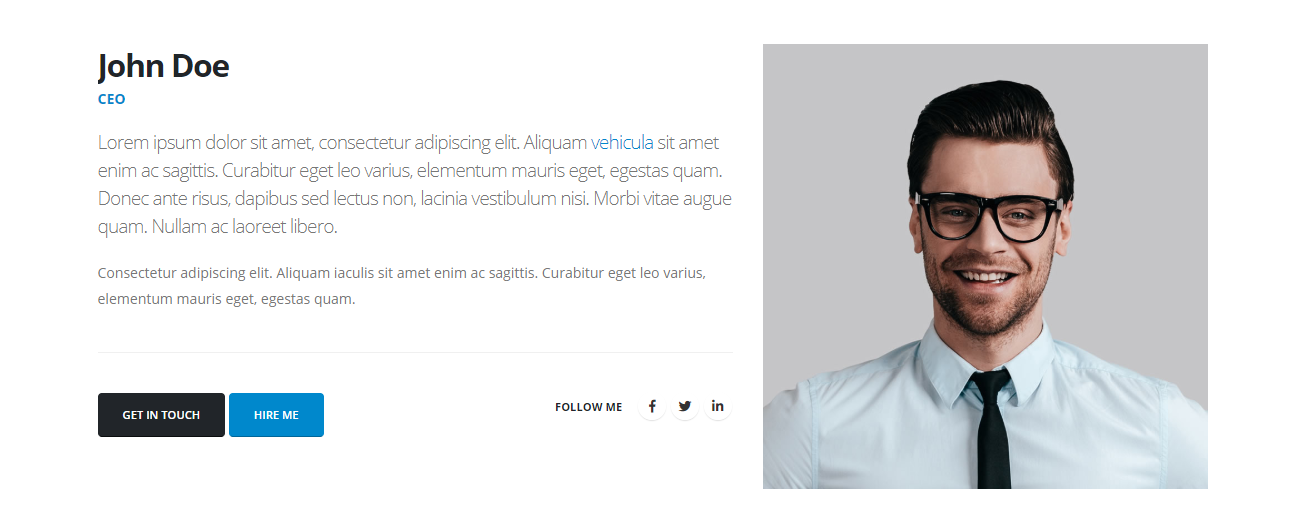 John Doe
CEO
Lorem ipsum dolor sit amet, consectetur adipiscing elit. Aliquam vehicula sit amet
enim ac sagittis. Curabitur eget leo varius, elementum mauris eget, egestas quam.
Donec ante risus, dapibus sed lectus non, lacinia vestibulum nisi. Morbi vitae augue
quam. Nullam ac laoreet libero.
Consectetur adipiscing elit. Aliquam iaculis sit amet enim ac sagittis. Curabitur eget leo varius,
elementum mauris eget, egestas quam.
GET IN TOUCH HIRE ME FOLLOW ME